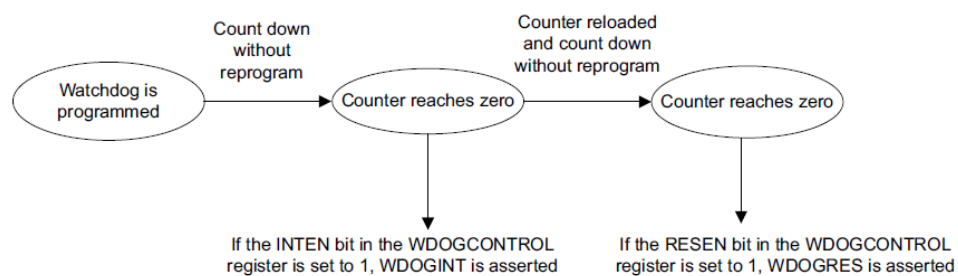 Watchdog is
programmed
Count down
without
reprogram
Counter reaches zero
Counter reloaded
and count down
without reprogram
Counter reaches zero
If the INTEN bit in the WDOGCONTROL
register is set to 1, WDOGINT is asserted
If the RESEN bit in the WDOGCONTROL
register is set to 1, WDOGRES is asserted